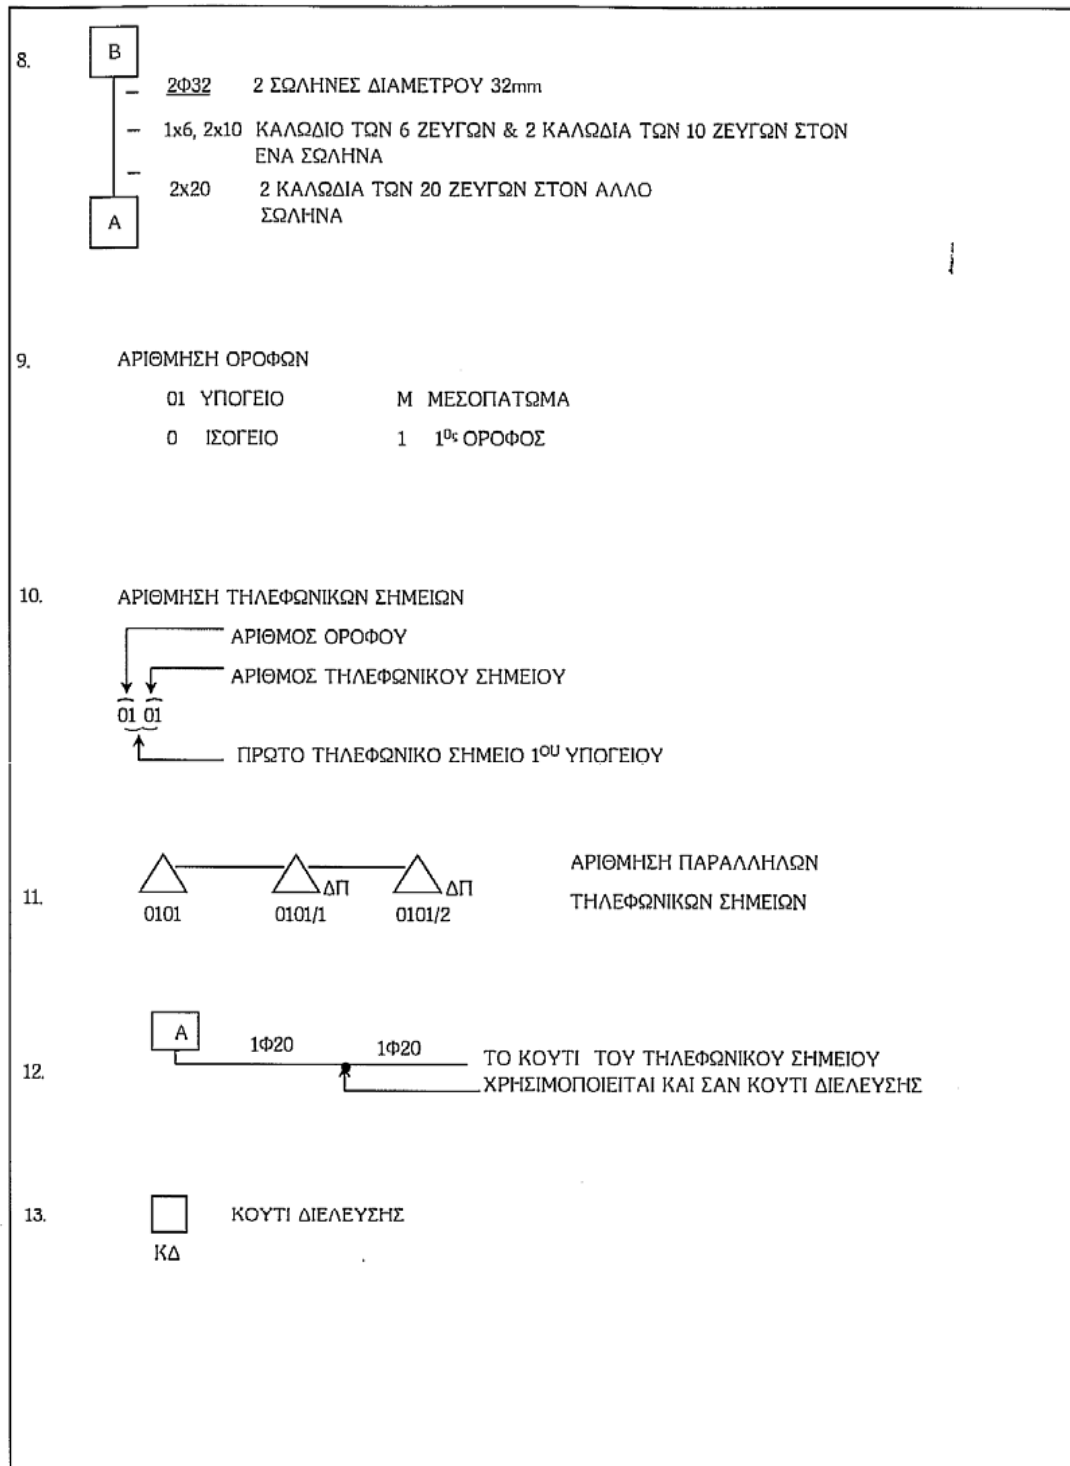 8.
Β
2Φ32 2 ΣΩΛΗΝΕΣ ΔΙΑΜΕΤΡΟΥ 32mm
1x6, 2x10 ΚΑΛΩΔΙΟ ΤΩΝ 6 ΖΕΥΓΩΝ & 2 ΚΑΛΩΔΙΑ ΤΩΝ 10 ΖΕΥΓΩΝ ΣΤΟΝ
ΕΝΑ ΣΩΛΗΝΑ
2x20 2 ΚΑΛΩΔΙΑ ΤΩΝ 20 ΖΕΥΓΩΝ ΣΤΟΝ ΑΛΛΟ
ΣΩΛΗΝΑ
Α
9. ΑΡΙΘΜΗΣΗ ΟΡΟΦΩΝ
01 ΥΠΟΓΕΙΟ Μ ΜΕΣΟΠΑΤΩΜΑ
0 ΙΣΟΓΕΙΟ 1 1ος ΟΡΟΦΟΣ
10. ΑΡΙΘΜΗΣΗ ΤΗΛΕΦΩΝΙΚΩΝ ΣΗΜΕΙΩΝ
ΑΡΙΘΜΟΣ ΟΡΟΦΟΥ
ΑΡΙΘΜΟΣ ΤΗΛΕΦΩΝΙΚΟΥ ΣΗΜΕΙΟΥ
01 01
ΠΡΩΤΟ ΤΗΛΕΦΩΝΙΚΟ ΣΗΜΕΙΟ 1ΟU ΥΠΟΓΕΙΟΥ
11.
ΔΠ ΔΠ
0101 0101/1 0101/2
ΑΡΙΘΜΗΣΗ ΠΑΡΑΛΛΗΛΩΝ
ΤΗΛΕΦΩΝΙΚΩΝ ΣΗΜΕΙΩΝ
12.
Α
1Φ20 1Φ20
ΤΟ ΚΟΥΤΙ ΤΟΥ ΤΗΛΕΦΩΝΙΚΟΥ ΣΗΜΕΙΟΥ
ΧΡΗΣΙΜΟΠΟΙΕΙΤΑΙ ΚΑΙ ΣΑΝ ΚΟΥΤΙ ΔΙΕΛΕΥΣΗΣ
13. ΚΟΥΤΙ ΔΙΕΛΕΥΣΗΣ
ΚΔ